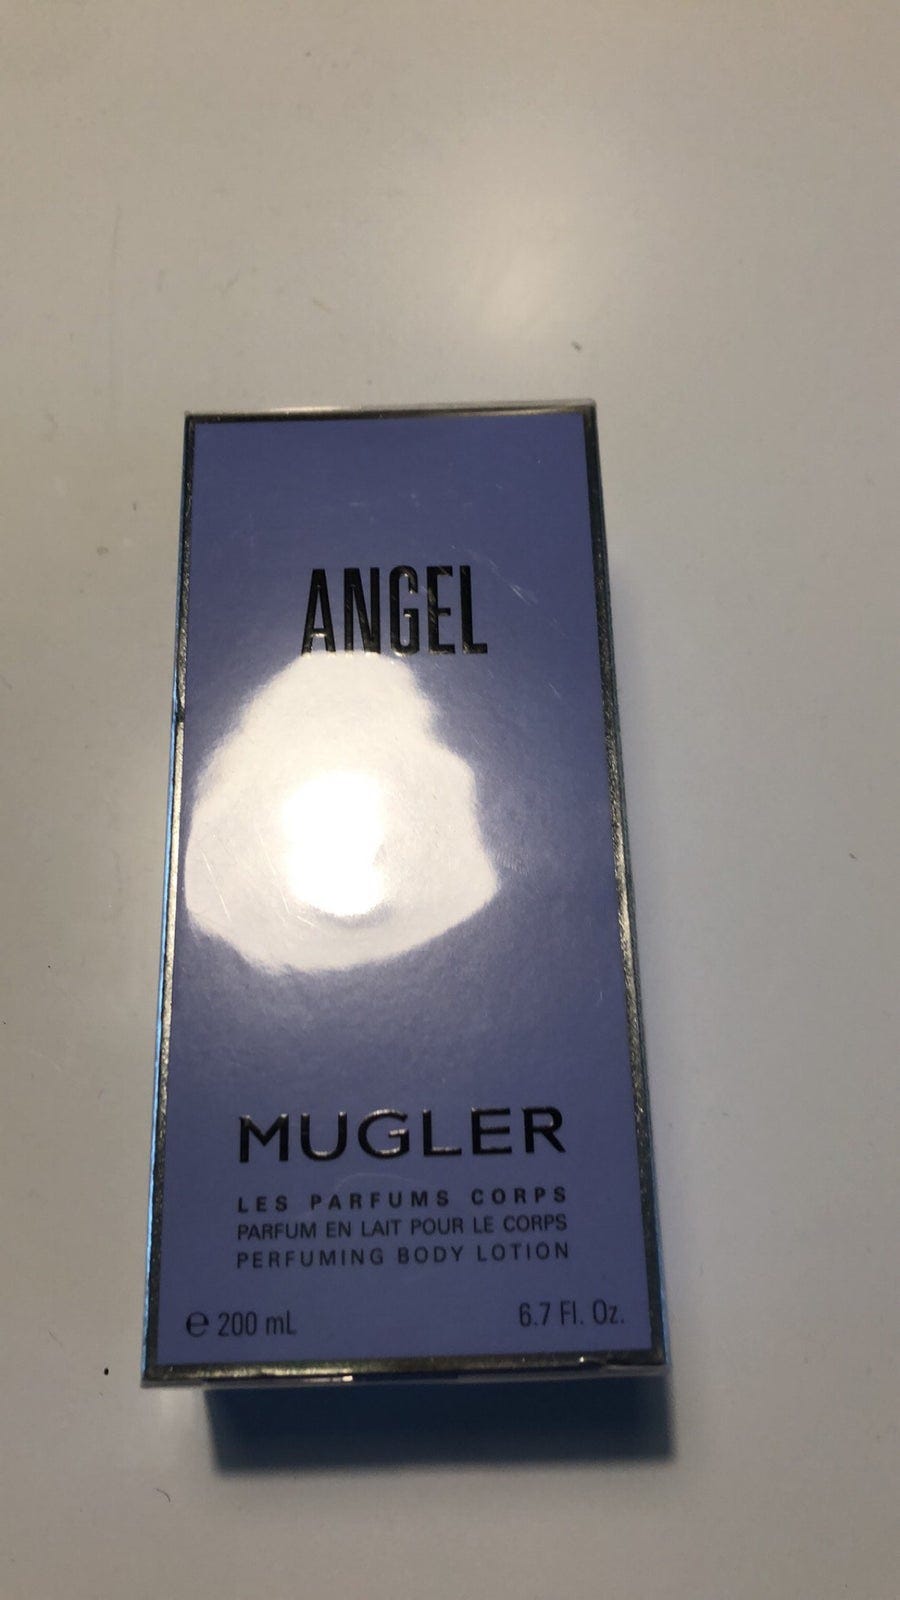 ANGEL
MUGLER
LES PARFUMS CORPS
PARFUM EN LAIT POUR LE CORPS
PERFUMING BODY LOTION
℮ 200 mL 6.7 Fl. Oz.